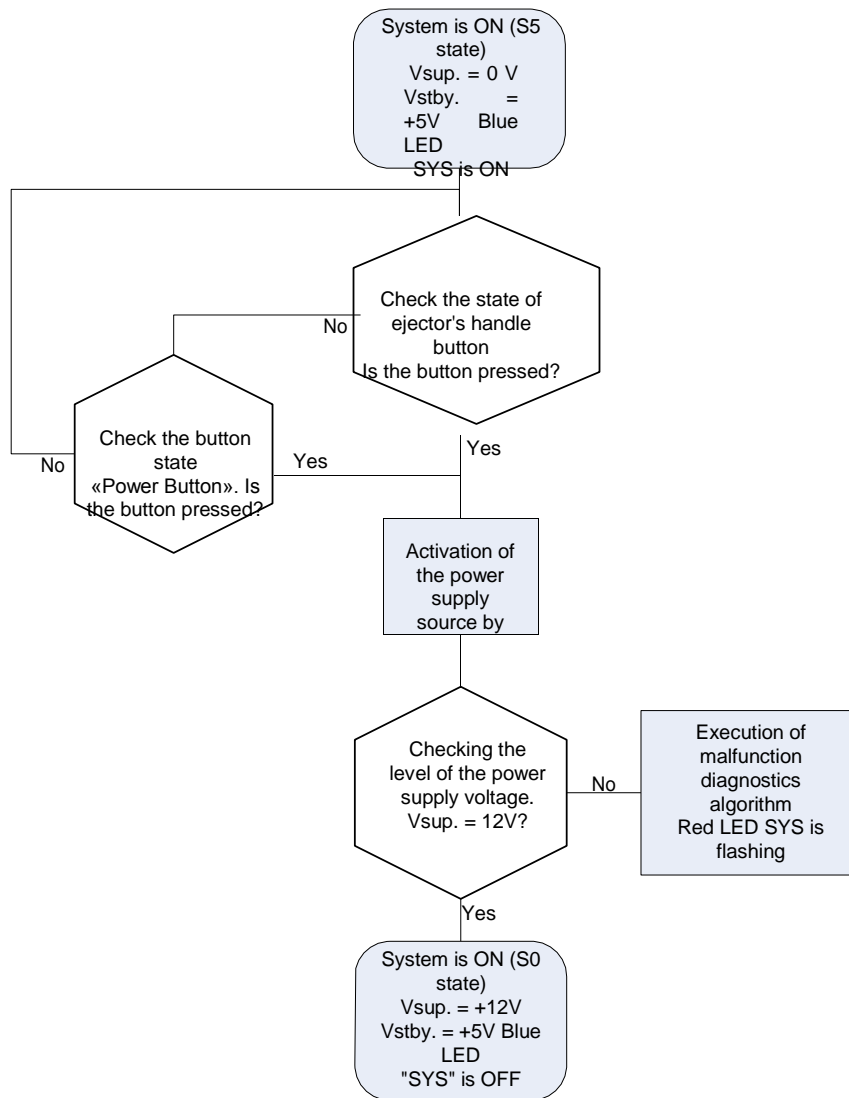 System is ON (S5
state)
Vsup. = 0 V
Vstby. =
+5V Blue
LED
SYS is ON
Check the state of
ejector's handle
button
Is the button pressed?
No
Check the button
state
«Power Button». Is
the button pressed?
No
Yes
Yes
Activation of
the power
supply
source by
Checking the
level of the power
supply voltage.
Vsup. = 12V?
No
Execution of
malfunction
diagnostics
algorithm
Red LED SYS is
flashing
Yes
System is ON (S0
state)
Vsup. = +12V
Vstby. = +5V Blue
LED
"SYS" is OFF